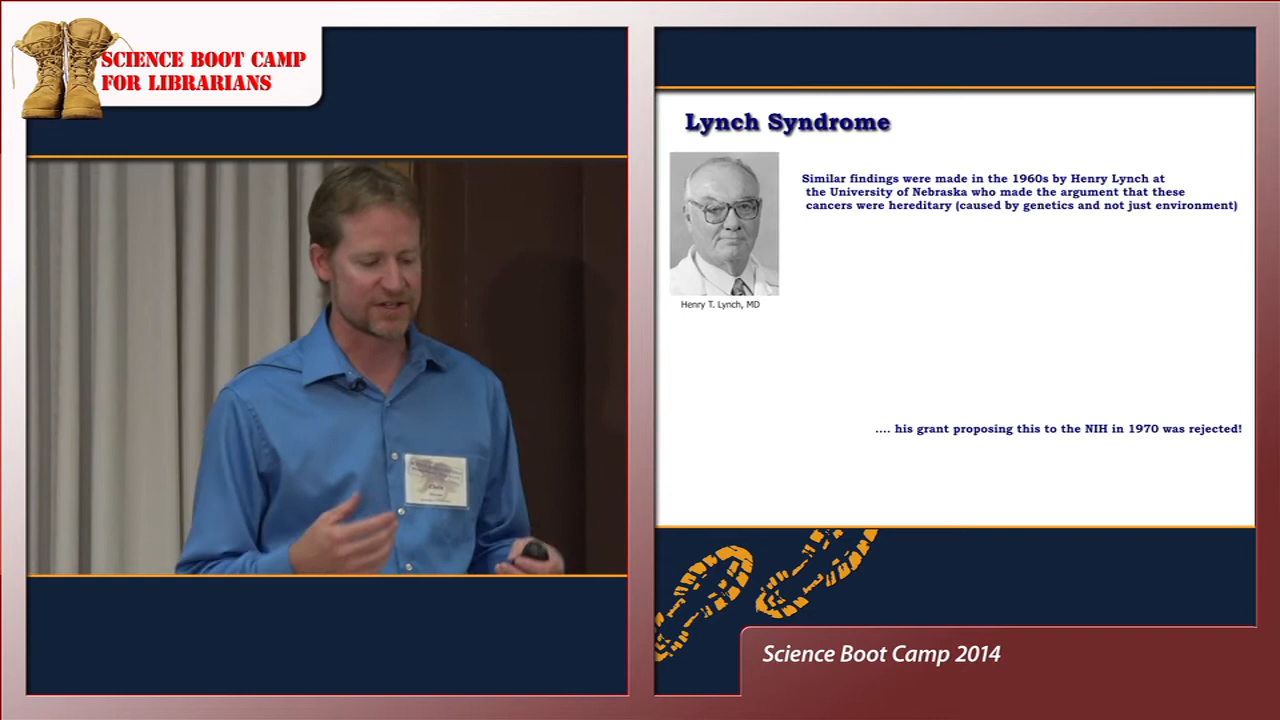 SCIENCE BOOT CAMP
FOR LIBRARIANS
Lynch Syndrome
Similar findings were made in the 1960s by Henry Lynch at
the University of Nebraska who made the argument that these
cancers were hereditary (caused by genetics and not just environment)
Henry T. Lynch, MD
.... his grant proposing this to the NIH in 1970 was rejected!
Science Boot Camp 2014